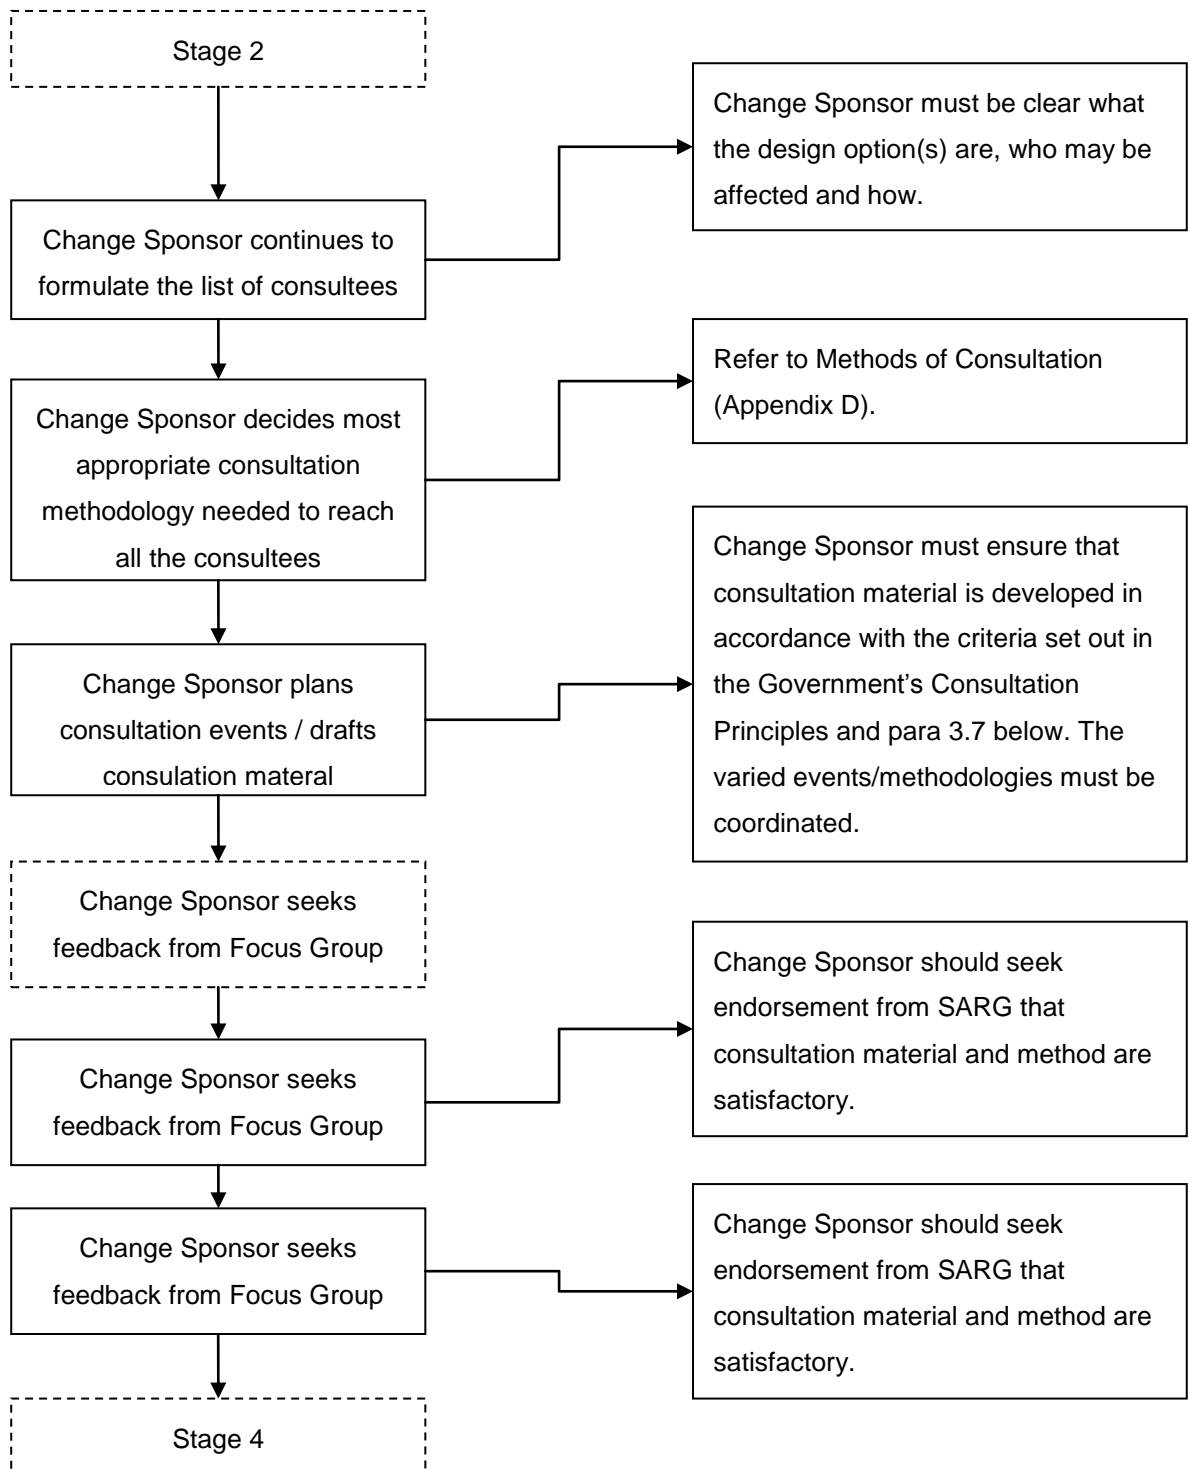 Stage 2
Change Sponsor must be clear what
the design option(s) are, who may be
affected and how.
Change Sponsor continues to
formulate the list of consultees
Refer to Methods of Consultation
(Appendix D).
Change Sponsor decides most
appropriate consultation
methodology needed to reach
all the consultees
Change Sponsor must ensure that
consultation material is developed in
accordance with the criteria set out in
the Government's Consultation
Principles and para 3.7 below. The
varied events/methodologies must be
coordinated.
Change Sponsor plans
consultation events / drafts
consulation materal
Change Sponsor seeks
feedback from Focus Group
Change Sponsor should seek
endorsement from SARG that
consultation material and method are
satisfactory.
Change Sponsor seeks
feedback from Focus Group
Change Sponsor should seek
endorsement from SARG that
consultation material and method are
satisfactory.
Change Sponsor seeks
feedback from Focus Group
Stage 4